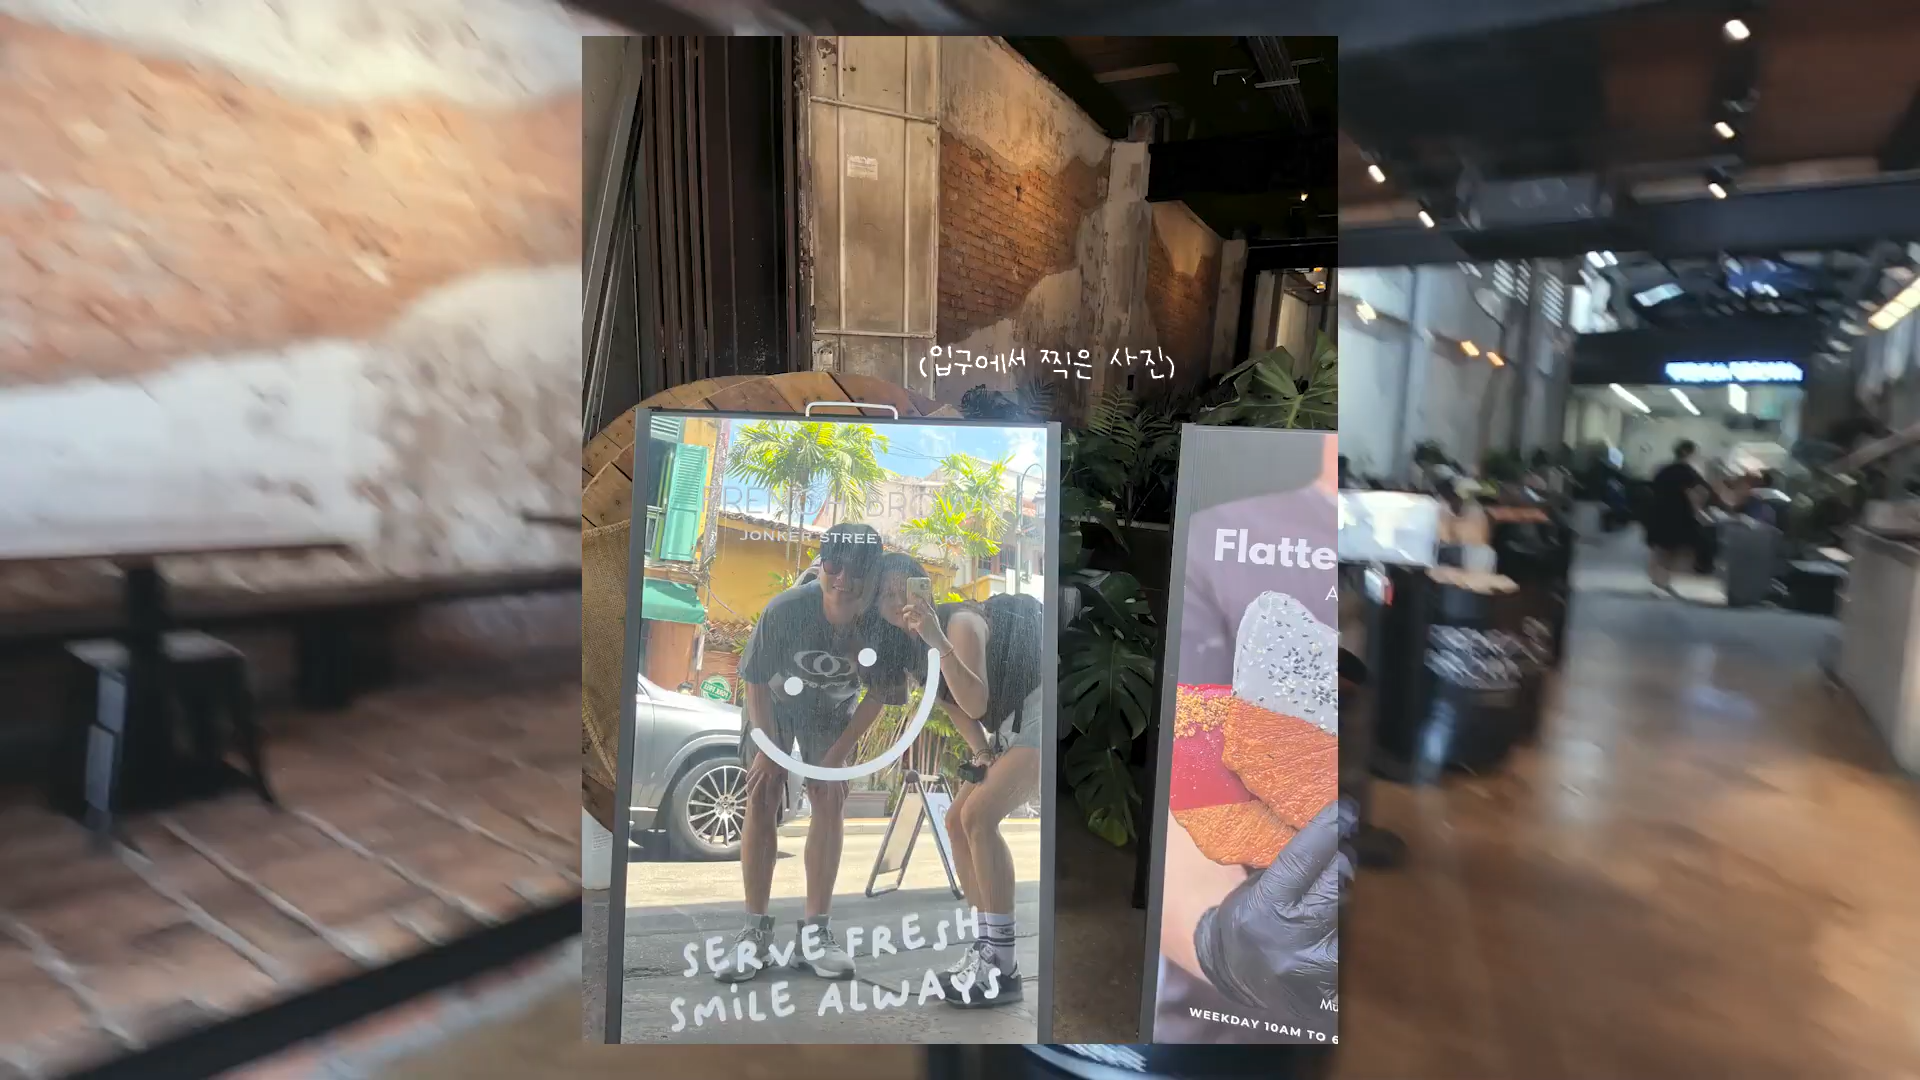 (입구에서 찍은 사진)
JONKER STREET
SERVE FRESH
SMiLE ALWAYS
Flatte
A
Mu
WEEKDAY 10AM TO 6